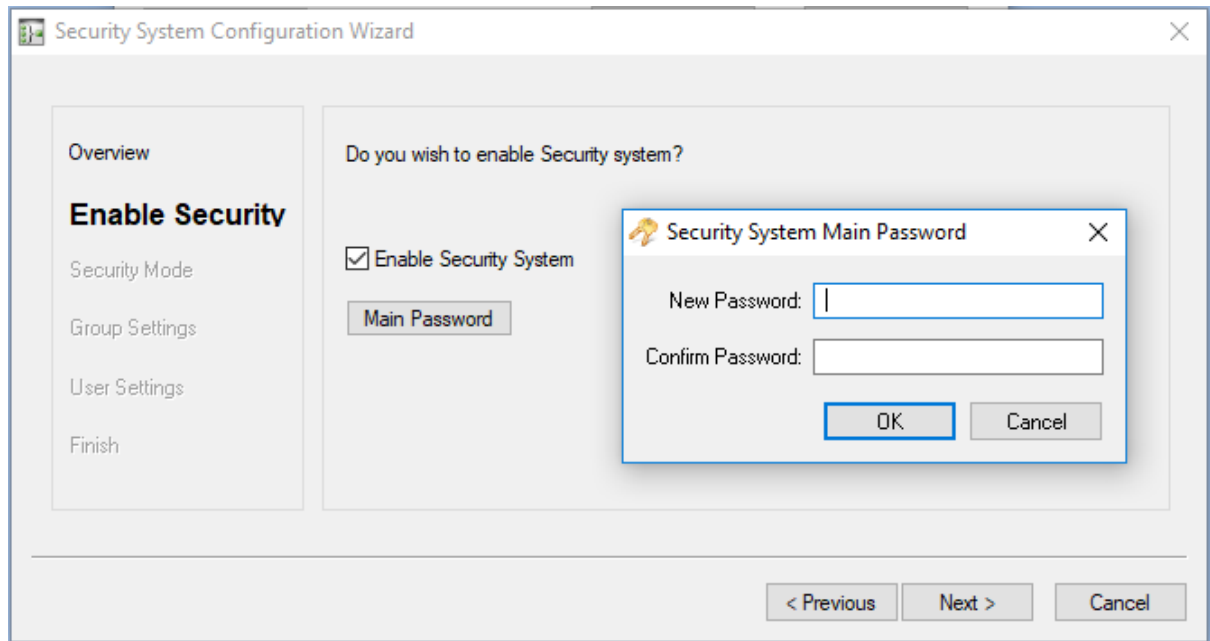 Security System Configuration Wizard
Overview
Enable Security
Security Mode
Group Settings
User Settings
Finish
Do you wish to enable Security system?
Enable Security System
Main Password
Security System Main Password
New Password:
Confirm Password:
OK Cancel
< Previous Next > Cancel